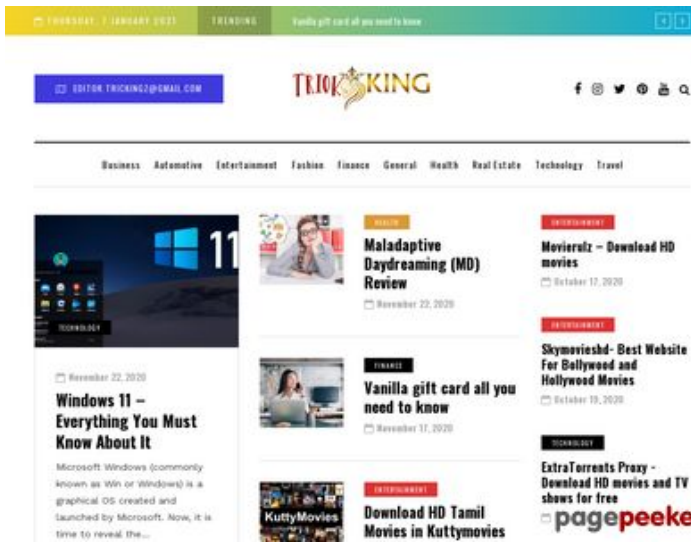 THURSDAY, 7 JANUARY 2021
TRENDING
Vanilla gift card all you need to know
EDITOR.TRICKING2@GMAIL.COM
TRICK KING
Business Automotive Entertainment Fashion Finance General Health Real Estate Technology Travel
11
TECHNOLOGY
November 22, 2020
Windows 11 –
Everything You Must
Know About It
Microsoft Windows (commonly
known as Win or Windows) is a
graphical OS created and
launched by Microsoft. Now, it is
time to reveal the...
HEALTH
Maladaptive
Daydreaming (MD)
Review
November 22, 2020
FINANCE
Vanilla gift card all you
need to know
November 17, 2020
KuttyMovies
ENTERTAINMENT
Download HD Tamil
Movies in Kuttymovies
ENTERTAINMENT
Movierulz – Download HD
movies
October 17, 2020
ENTERTAINMENT
Skymovieshd- Best Website
For Bollywood and
Hollywood Movies
October 19, 2020
TECHNOLOGY
ExtraTorrents Proxy -
Download HD movies and TV
shows for free
pagepeeke